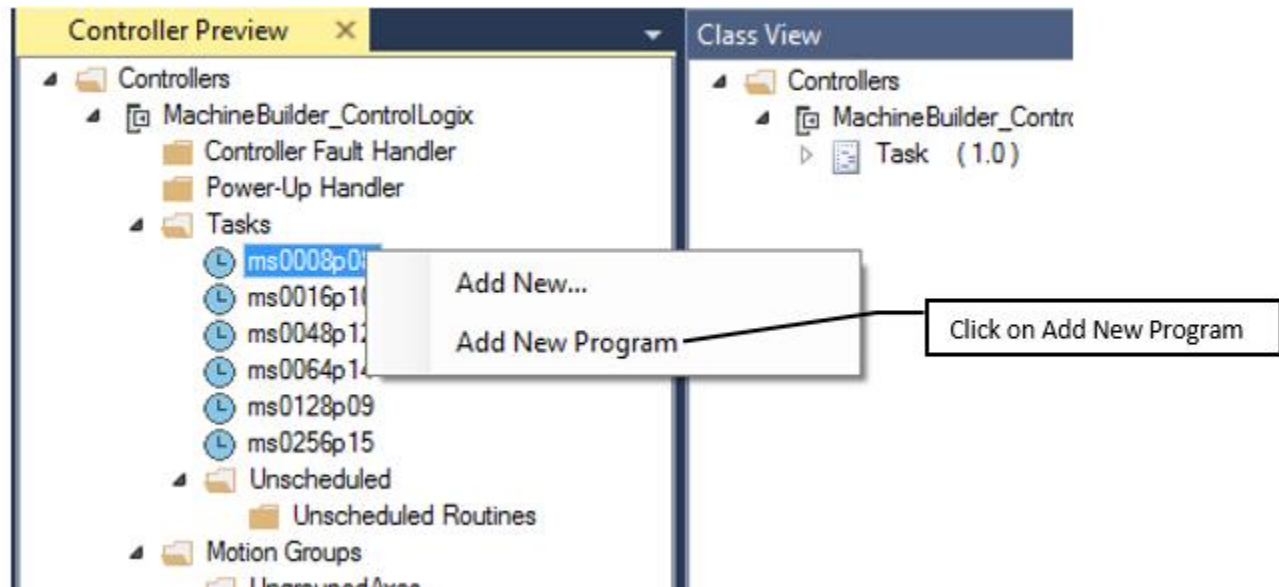 Controller Preview
Controllers
MachineBuilder_ControlLogix
Controller Fault Handler
Power-Up Handler
Tasks
ms0008p0
ms0016p1
ms0048p12
ms0064p14
ms0128p09
ms0256p15
Unscheduled
Unscheduled Routines
Motion Groups
UngroupedAxes
Add New...
Add New Program
Class View
Controllers
MachineBuilder_Contro
Task (1.0)
Click on Add New Program